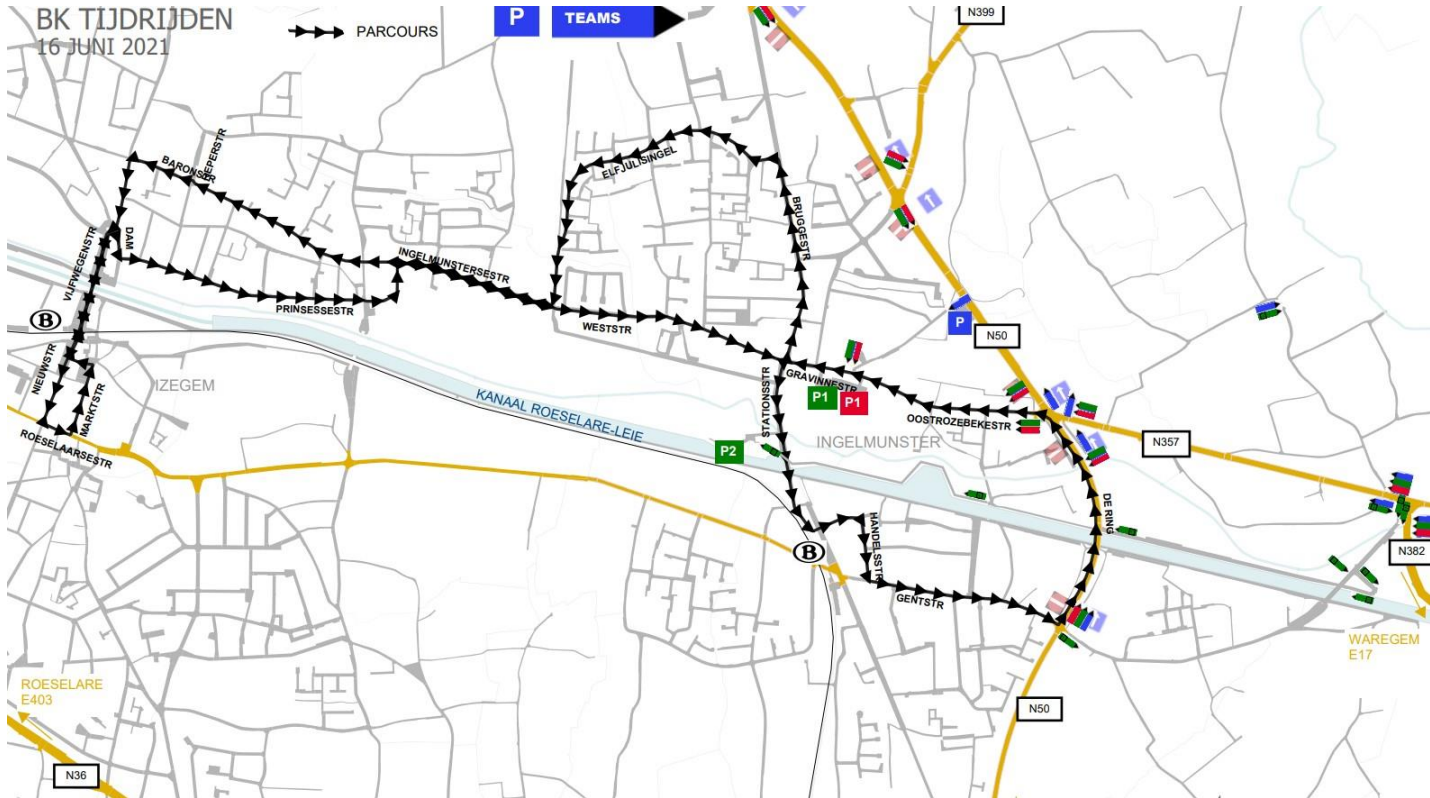 BK TIJDRIJDEN
16 JUNI 2021
PARCOURS
P
TEAMS
N399
BARONSTR
ELFJULISINGEL
BRUGGESTR
VIJFWEGENSTR
DAM
INGELMUNSTERSESTR
PRINSESSESTR
WESTSTR
P
N50
B
NIEUWSTR
MARKTSTR
IZEGEM
ROESELAARSESTR
KANAAL ROESELARE-LEIE
STATIONSSTR
GRAVINNESTR
P1
P1
OOSTROZEBEKESTR
INGELMUNSTER
N357
P2
DE RING
HANDELSSTR
B
GENTSTR
N382
WAREGEM
E17
ROESELARE
E403
N50
N36